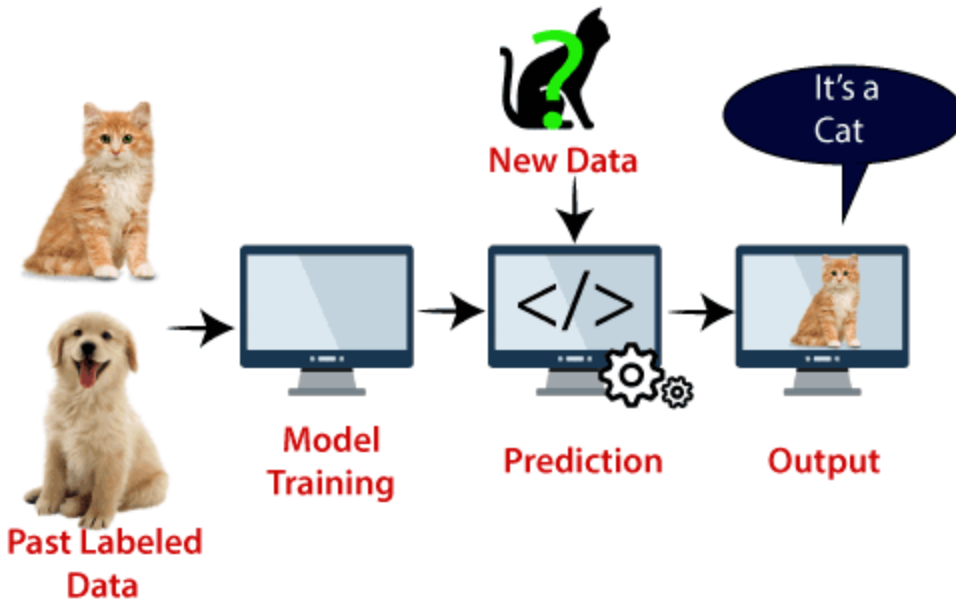 ?
New Data
It's a
Cat
</>
Model
Training
Prediction
Output
Past Labeled
Data